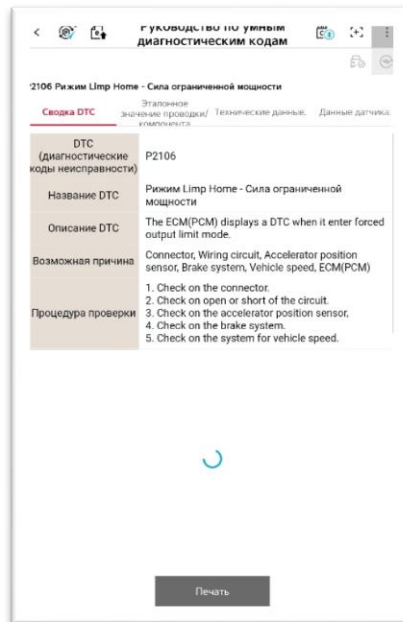 Руководство по умным
диагностическим кодам
P2106 Рижим Limp Home - Сила ограниченной мощности
Сводка DTC
Эталонное
значение проводки/
компонента
Технические данные
Данные датчика
DTC
(диагностические
коды неисправности)
P2106
Название DTC
Рижим Limp Home - Сила ограниченной
мощности
Описание DTC
The ECM(PCM) displays a DTC when it enter forced
output limit mode.
Возможная причина
Connector, Wiring circuit, Accelerator position
sensor, Brake system, Vehicle speed, ECM(PCM)
Процедура проверки
1. Check on the connector.
2. Check on open or short of the circuit.
3. Check on the accelerator position sensor,
4. Check on the brake system.
5. Check on the system for vehicle speed.
Печать